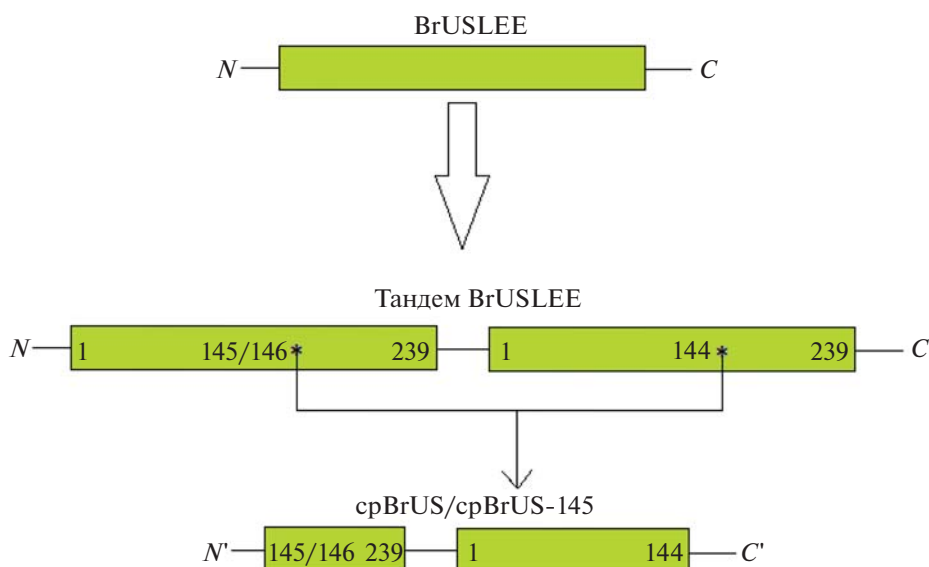 BrUSLEE
N C
Тандем BrUSLEE
N 1 145/146* 239 1 144* 239 C
cpBrUS/cpBrUS-145
N' 145/146 239 1 144 C'